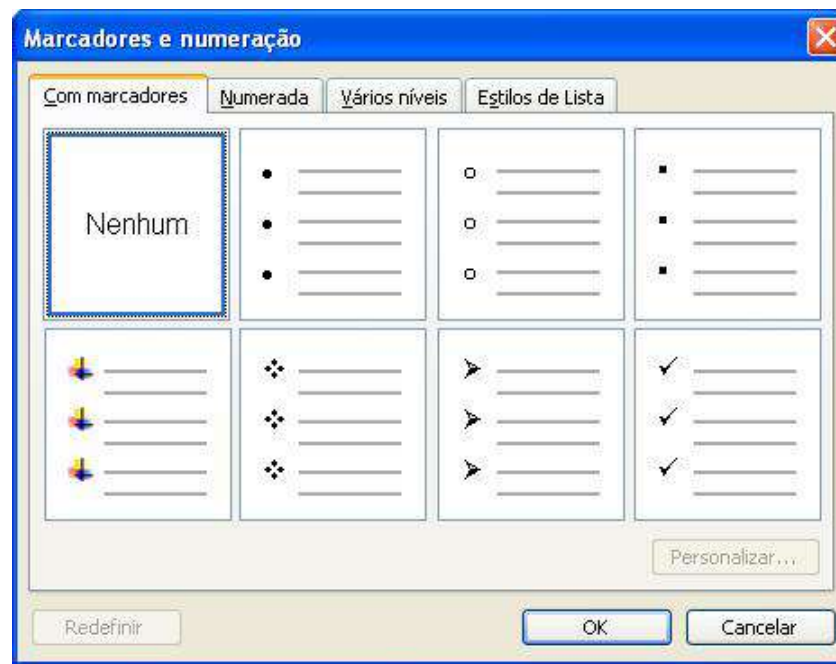 Marcadores e numeração
Com marcadores Numerada Vários níveis Estilos de Lista
Nenhum
Personalizar...
Redefinir OK Cancelar